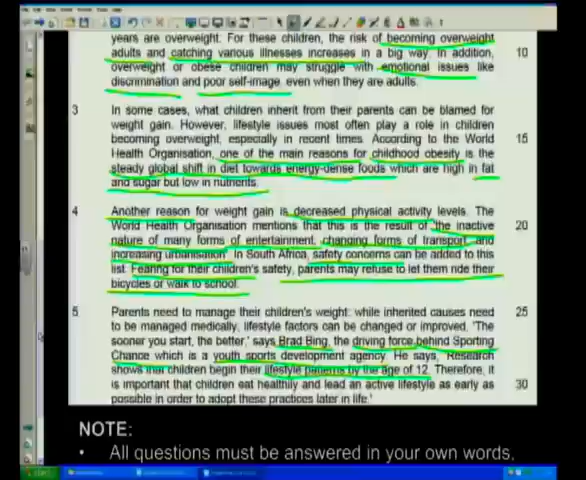 years are overweight. For these children, the risk of becoming overweight
adults and catching various illnesses increases in a big way. In addition, 10
overweight or obese children may struggle with emotional issues like
discrimination and poor self-image, even when they are adults.
3 In some cases, what children inherit from their parents can be blamed for
weight gain. However, lifestyle issues most often play a role in children
becoming overweight, especially in recent times. According to the World 15
Health Organisation, one of the main reasons for childhood obesity is the
steady global shift in diet towards energy-dense foods which are high in fat
and sugar but low in nutrients.
4 Another reason for weight gain is decreased physical activity levels. The
World Health Organisation mentions that this is the result of 'the inactive 20
nature of many forms of entertainment, changing forms of transport, and
increasing urbanisation'. In South Africa, safety concerns can be added to this
list. Fearing for their children's safety, parents may refuse to let them ride their
bicycles or walk to school.
5 Parents need to manage their children's weight: while inherited causes need 25
to be managed medically, lifestyle factors can be changed or improved. 'The
sooner you start, the better,' says Brad Bing, the driving force behind Sporting
Chance which is a youth sports development agency. He says, 'Research
shows that children begin their lifestyle patterns by the age of 12. Therefore, it
is important that children eat healthily and lead an active lifestyle as early as 30
possible in order to adopt these practices later in life.'
NOTE:
• All questions must be answered in your own words,